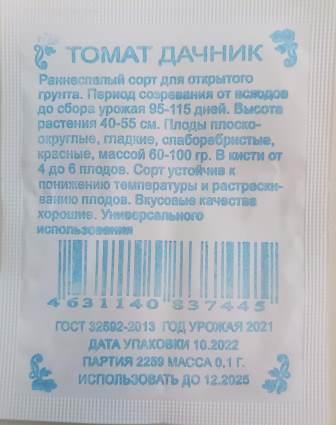 ТОМАТ ДАЧНИК
Раннеспелый сорт для открытого
грунта. Период созревания от всходов
до сбора урожая 95-115 дней. Высота
растения 40-55 см. Плоды плоско-
округлые, гладкие, слаборебристые,
красные, массой 60-100 гр. В кисти от
4 до 6 плодов. Сорт устойчив к
понижению температуры и растрески-
ванию плодов. Вкусовые качества
хорошие. Универсального
использования
4631140 837445
ГОСТ 32592-2013 ГОД УРОЖАЯ 2021
ДАТА УПАКОВКИ 10.2022
ПАРТИЯ 2259 МАССА 0,1 Г.
ИСПОЛЬЗОВАТЬ ДО 12.2025